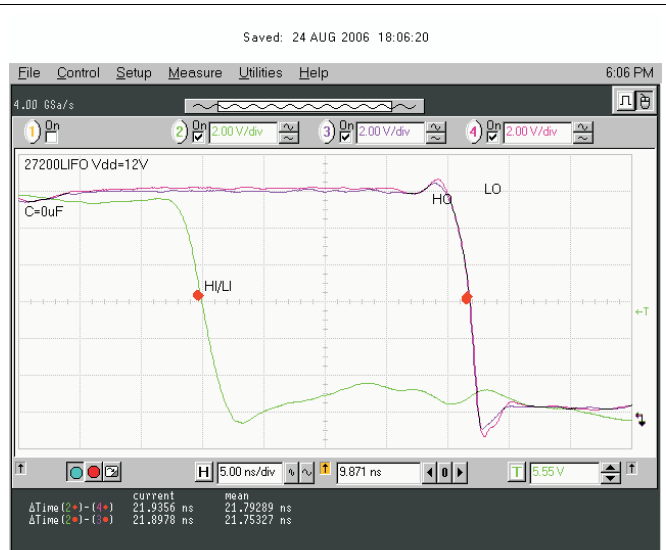 Saved: 24 AUG 2006 18:06:20
File Control Setup Measure Utilities Help 6:06 PM
4.00 GSa/s
1 On 2 On 2.00 V/div 3 On 2.00 V/div 4 On 2.00 V/div
27200LIFO Vdd=12V
C=0uF
HO
LO
HI/LI
←T
H 5.00 ns/div 9.871 ns 0 T 5.55 V
current mean
ΔTime(2●)-(4●) 21.9356 ns 21.79289 ns
ΔTime(2●)-(3●) 21.8978 ns 21.75327 ns